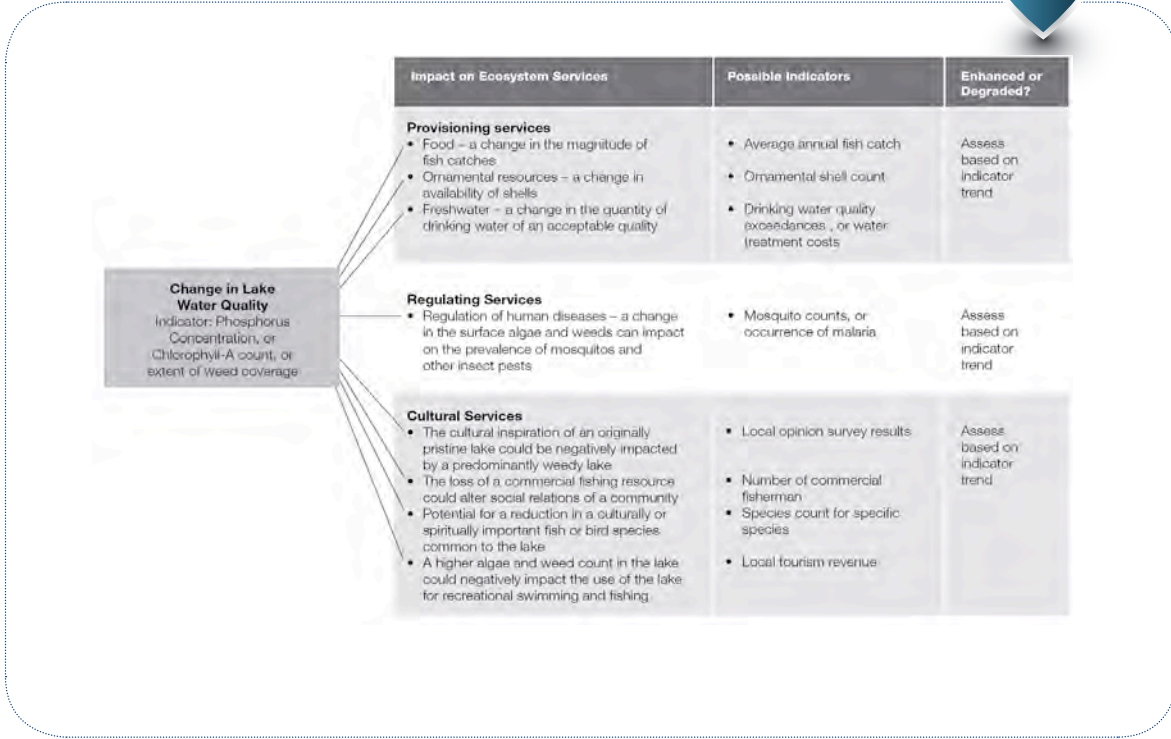 Impact on Ecosystem Services
Possible Indicators
Enhanced or
Degraded?
Change in Lake
Water Quality
Indicator: Phosphorus
Concentration, or
Chlorophyll-A count, or
extent of weed coverage
Provisioning services
• Food – a change in the magnitude of
fish catches
• Ornamental resources – a change in
availability of shells
• Freshwater – a change in the quantity of
drinking water of an acceptable quality
• Average annual fish catch
• Ornamental shell count
• Drinking water quality
exceedances , or water
treatment costs
Assess
based on
indicator
trend
Regulating Services
• Regulation of human diseases – a change
in the surface algae and weeds can impact
on the prevalence of mosquitos and
other insect pests
• Mosquito counts, or
occurrence of malaria
Assess
based on
indicator
trend
Cultural Services
• The cultural inspiration of an originally
pristine lake could be negatively impacted
by a predominantly weedy lake
• The loss of a commercial fishing resource
could alter social relations of a community
• Potential for a reduction in a culturally or
spiritually important fish or bird species
common to the lake
• A higher algae and weed count in the lake
could negatively impact the use of the lake
for recreational swimming and fishing
• Local opinion survey results
• Number of commercial
fisherman
• Species count for specific
species
• Local tourism revenue
Assess
based on
indicator
trend